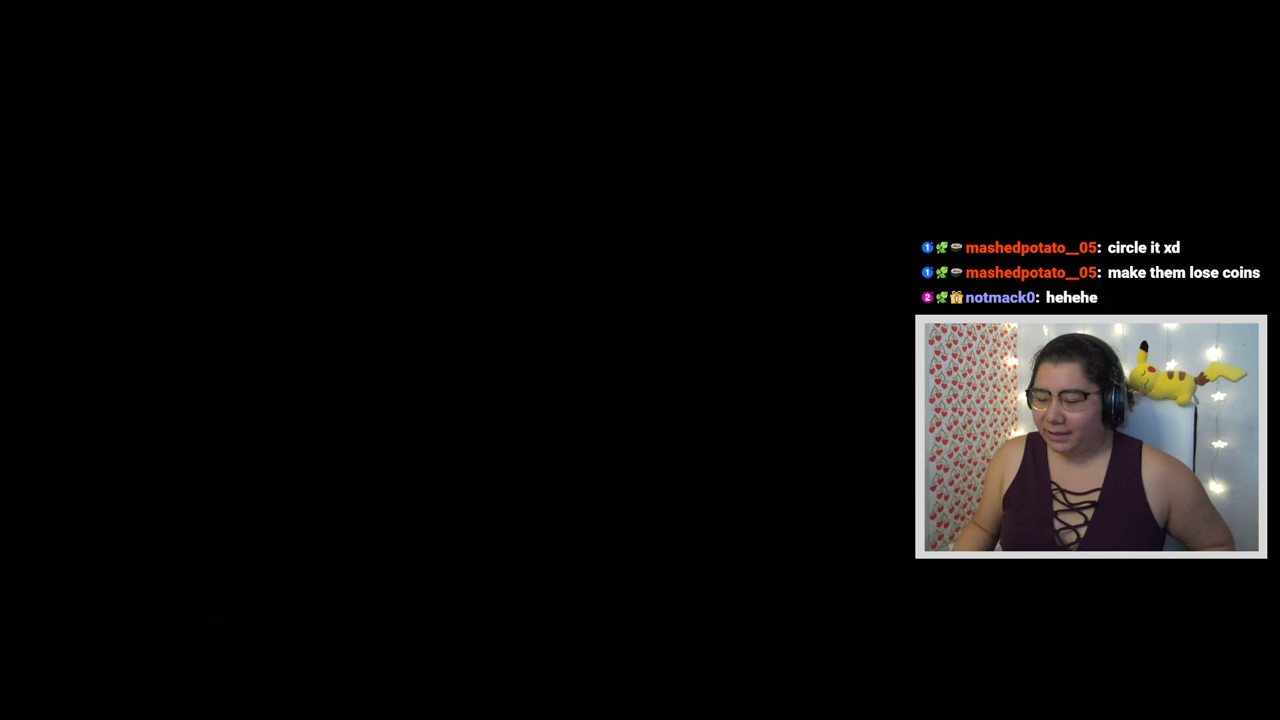 mashedpotato__05: circle it xd
mashedpotato__05: make them lose coins
notmack0: hehehe